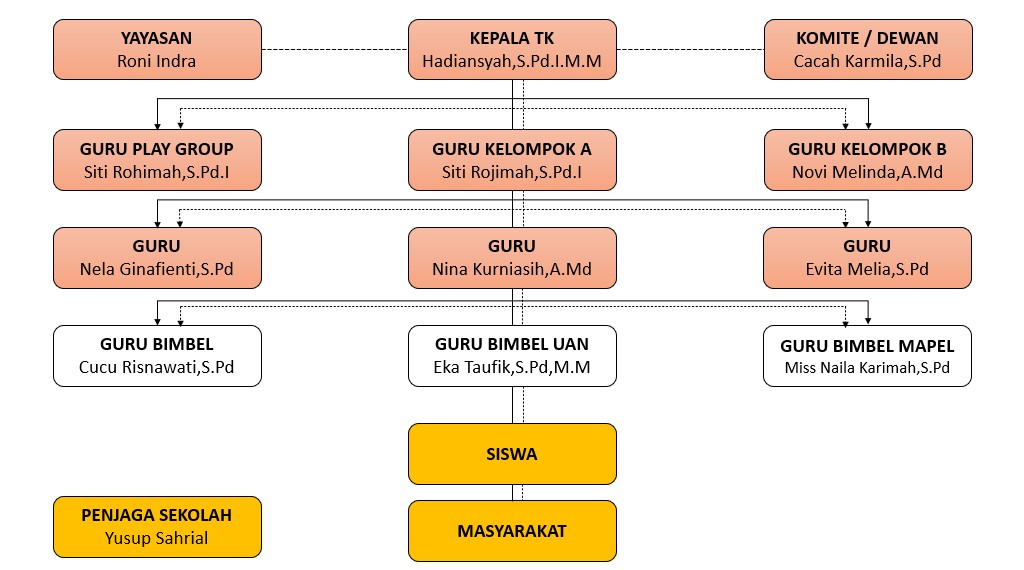 YAYASAN
Roni Indra
KEPALA TK
Hadiansyah,S.Pd.I.M.M
KOMITE / DEWAN
Cacah Karmila,S.Pd
GURU PLAY GROUP
Siti Rohimah,S.Pd.I
GURU KELOMPOK A
Siti Rojimah,S.Pd.I
GURU KELOMPOK B
Novi Melinda,A.Md
GURU
Nela Ginafienti,S.Pd
GURU
Nina Kurniasih,A.Md
GURU
Evita Melia,S.Pd
GURU BIMBEL
Cucu Risnawati,S.Pd
GURU BIMBEL UAN
Eka Taufik,S.Pd,M.M
GURU BIMBEL MAPEL
Miss Naila Karimah,S.Pd
SISWA
PENJAGA SEKOLAH
Yusup Sahrial
MASYARAKAT